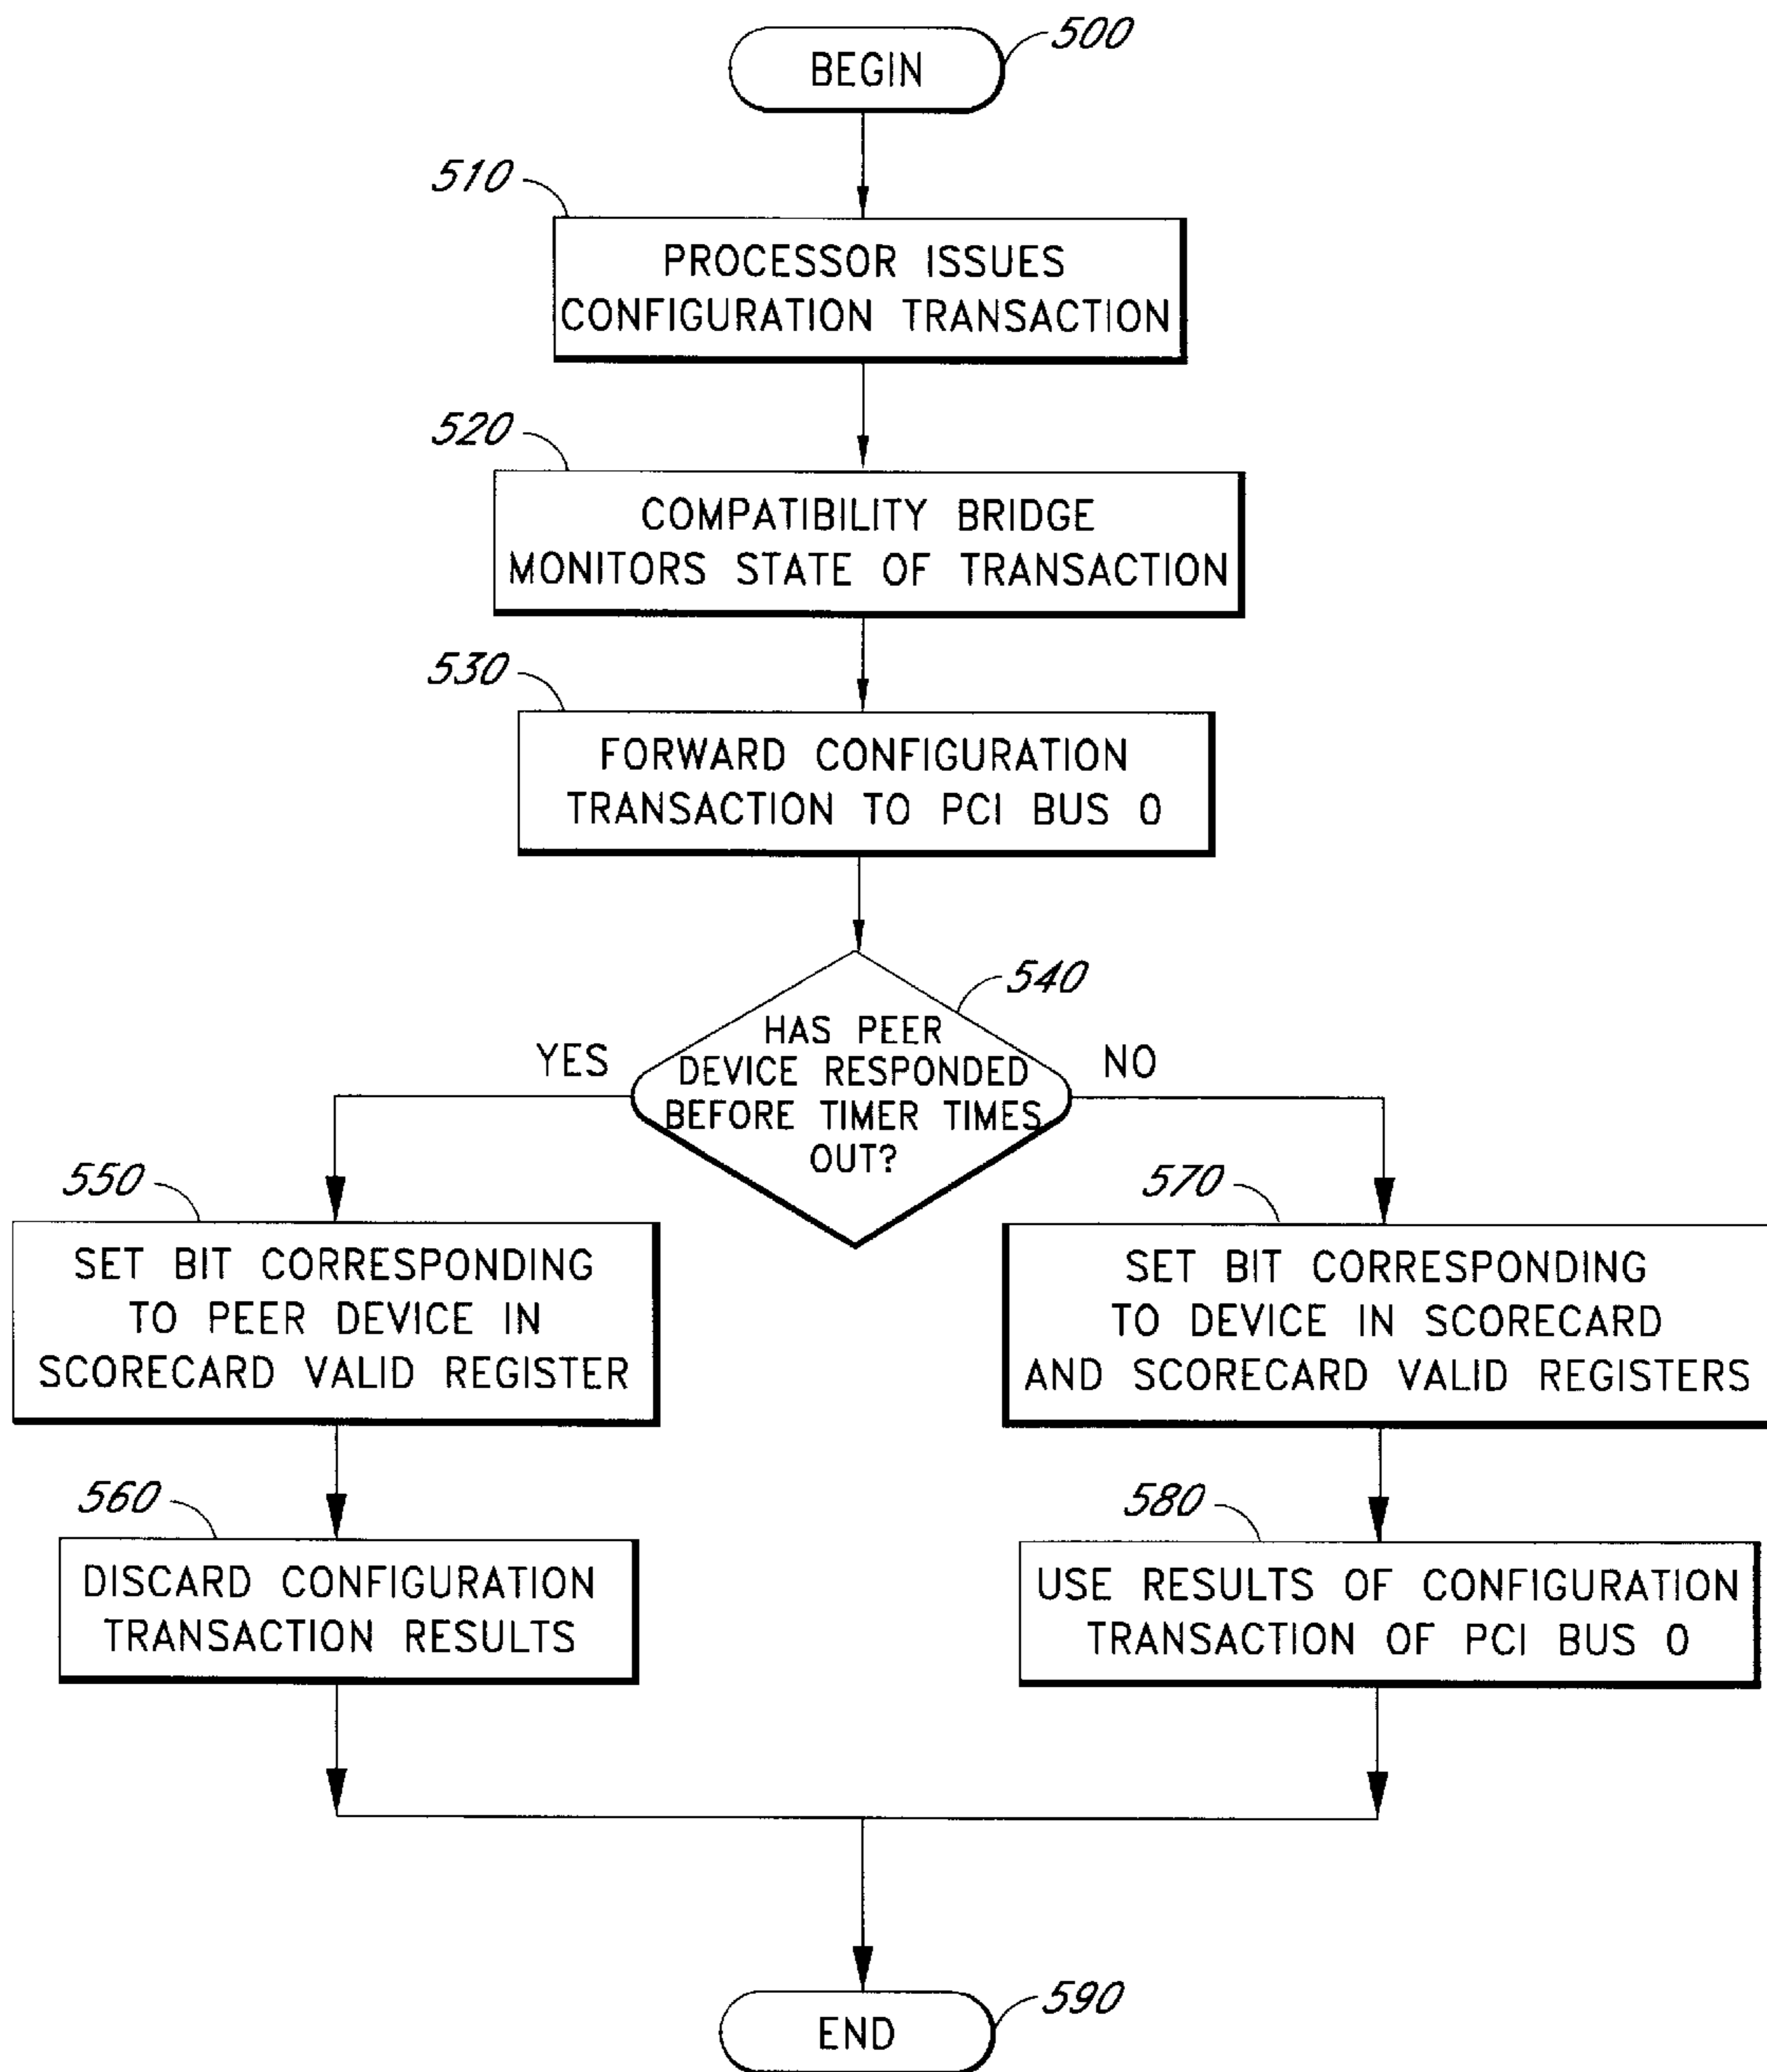 BEGIN
500
510
PROCESSOR ISSUES
CONFIGURATION TRANSACTION
520
COMPATIBILITY BRIDGE
MONITORS STATE OF TRANSACTION
530
FORWARD CONFIGURATION
TRANSACTION TO PCI BUS 0
540
HAS PEER
DEVICE RESPONDED
BEFORE TIMER TIMES
OUT?
YES
NO
550
SET BIT CORRESPONDING
TO PEER DEVICE IN
SCORECARD VALID REGISTER
570
SET BIT CORRESPONDING
TO DEVICE IN SCORECARD
AND SCORECARD VALID REGISTERS
560
DISCARD CONFIGURATION
TRANSACTION RESULTS
580
USE RESULTS OF CONFIGURATION
TRANSACTION OF PCI BUS 0
END
590